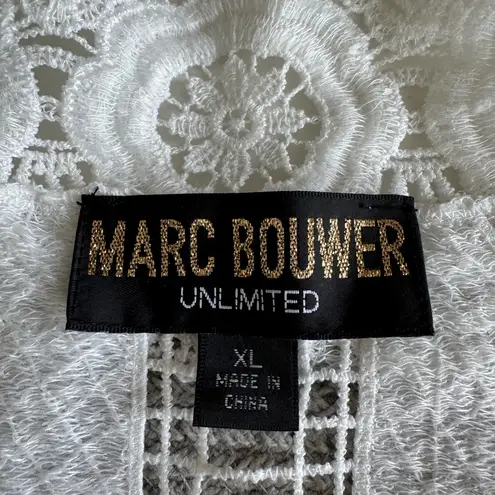 MARC BOUWER
UNLIMITED
XL
MADE IN
CHINA